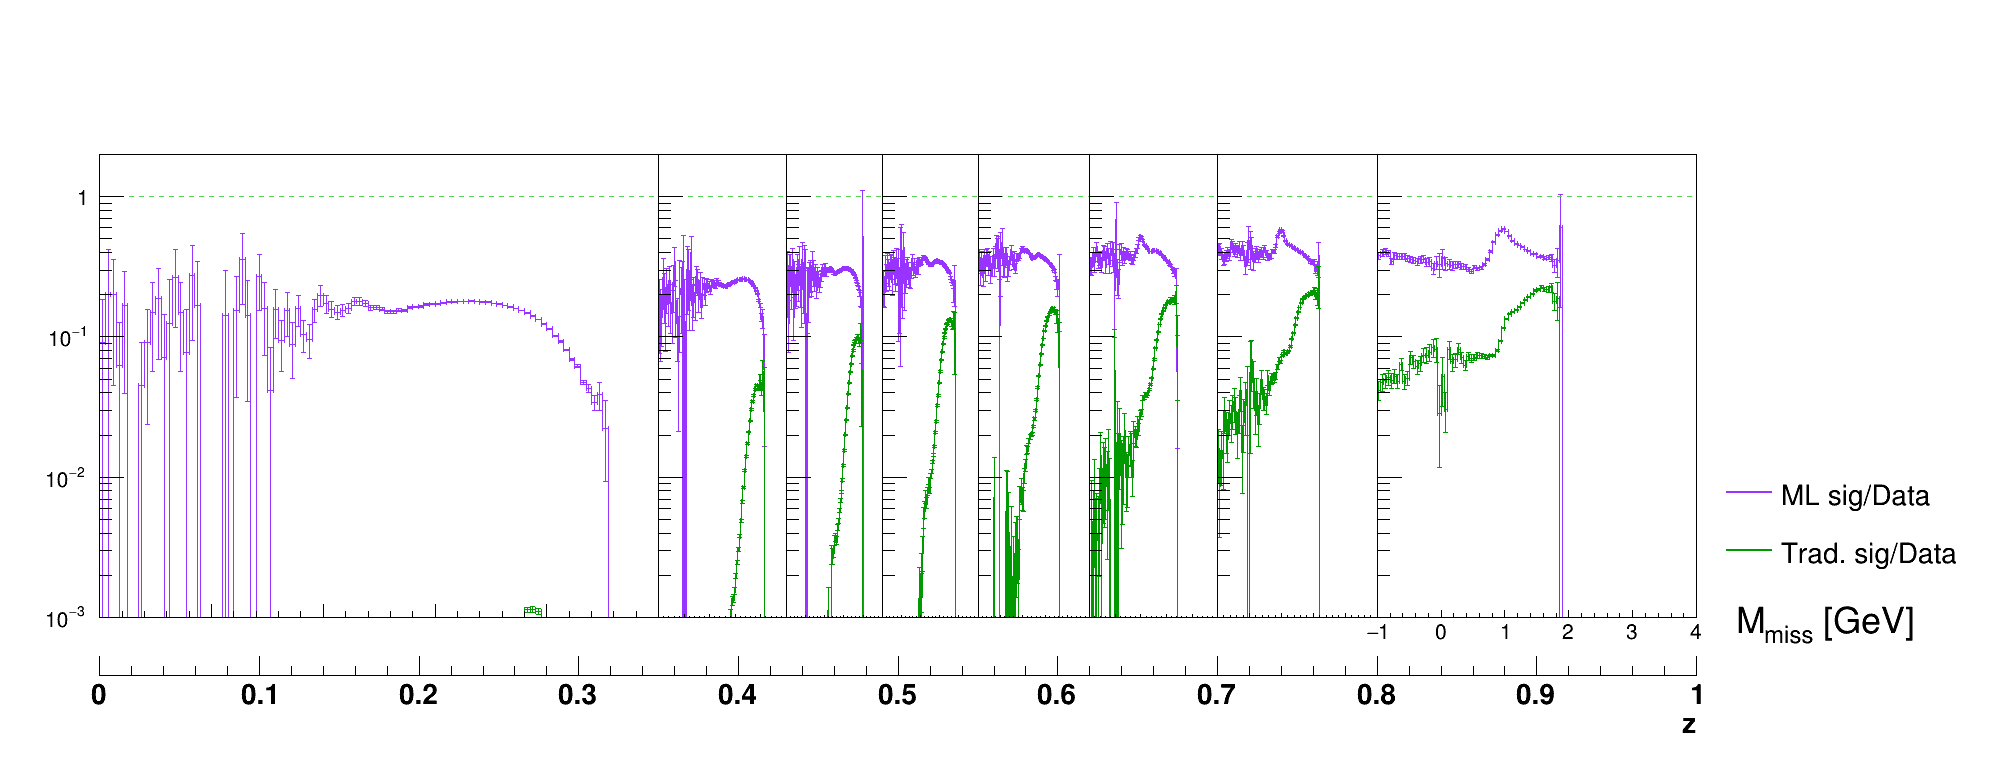 1
10⁻¹
10⁻²
10⁻³
ML sig/Data
Trad. sig/Data
−1 0 1 2 3 4
M_miss [GeV]
0 0.1 0.2 0.3 0.4 0.5 0.6 0.7 0.8 0.9 1
z